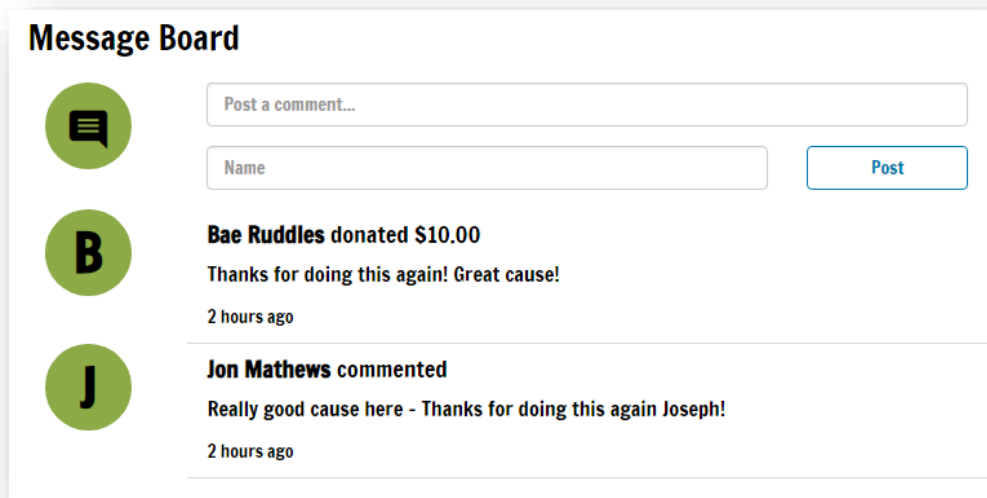 Message Board
Post a comment...
Name
Post
B
Bae Ruddles donated $10.00
Thanks for doing this again! Great cause!
2 hours ago
J
Jon Mathews commented
Really good cause here - Thanks for doing this again Joseph!
2 hours ago